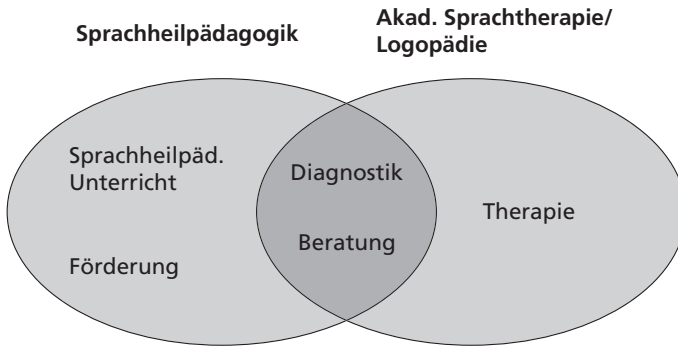 Sprachheilpädagogik
Akad. Sprachtherapie/
Logopädie
Sprachheilpäd.
Unterricht
Förderung
Diagnostik
Beratung
Therapie